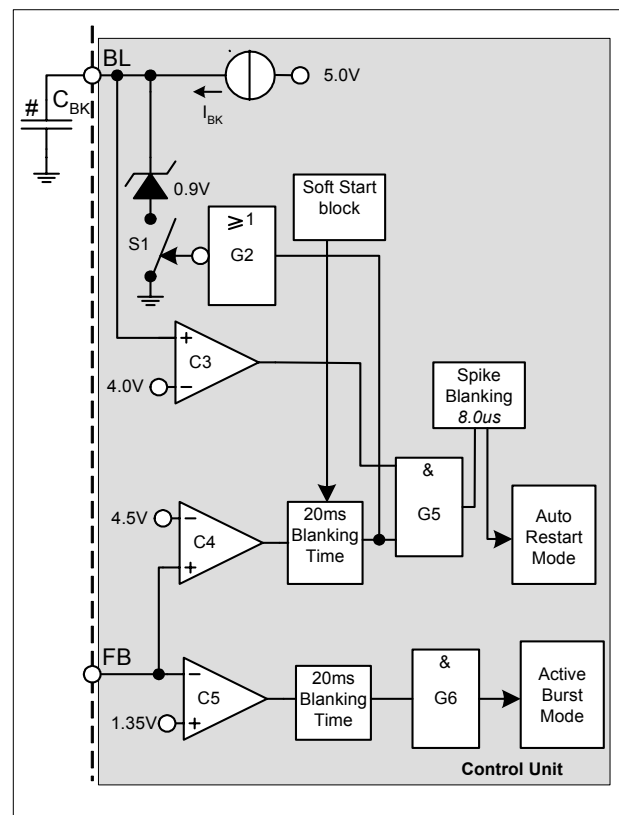 BL
5.0V
#
C_BK
I_BK
0.9V
Soft Start
block
S1
≥1
G2
+
C3
4.0V
−
Spike
Blanking
8.0us
&
G5
4.5V
−
C4
+
20ms
Blanking
Time
Auto
Restart
Mode
FB
−
C5
1.35V
+
20ms
Blanking
Time
&
G6
Active
Burst
Mode
Control Unit